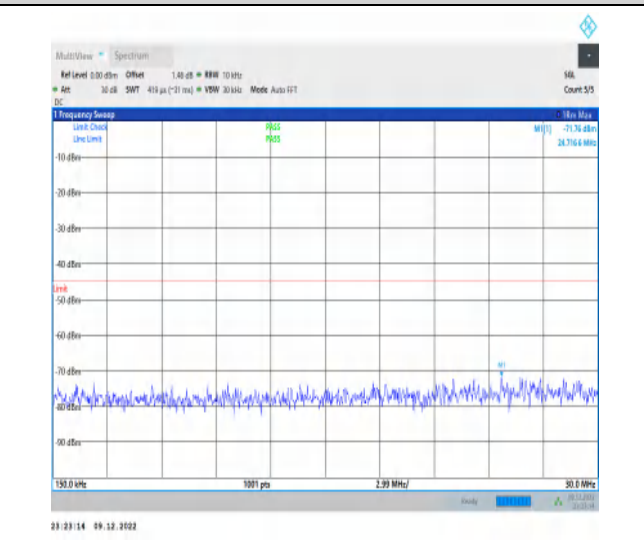 MultiView Spectrum
Ref Level 0.00 dBm Offset 1.48 dB RBW 10 kHz SGL
Att 30 dB SWT 419 µs (~31 ms) VBW 30 kHz Mode Auto FFT Count 5/5
DC
1 Frequency Sweep 1Rm Max
Limit Check PASS M1[1] -71.76 dBm
Line Limit PASS 24.7166 MHz
-10 dBm
-20 dBm
-30 dBm
-40 dBm
Limit
-50 dBm
-60 dBm
M1
-70 dBm
-80 dBm
-90 dBm
150.0 kHz 1001 pts 2.99 MHz/ 30.0 MHz
Ready
23:23:14 09.12.2022